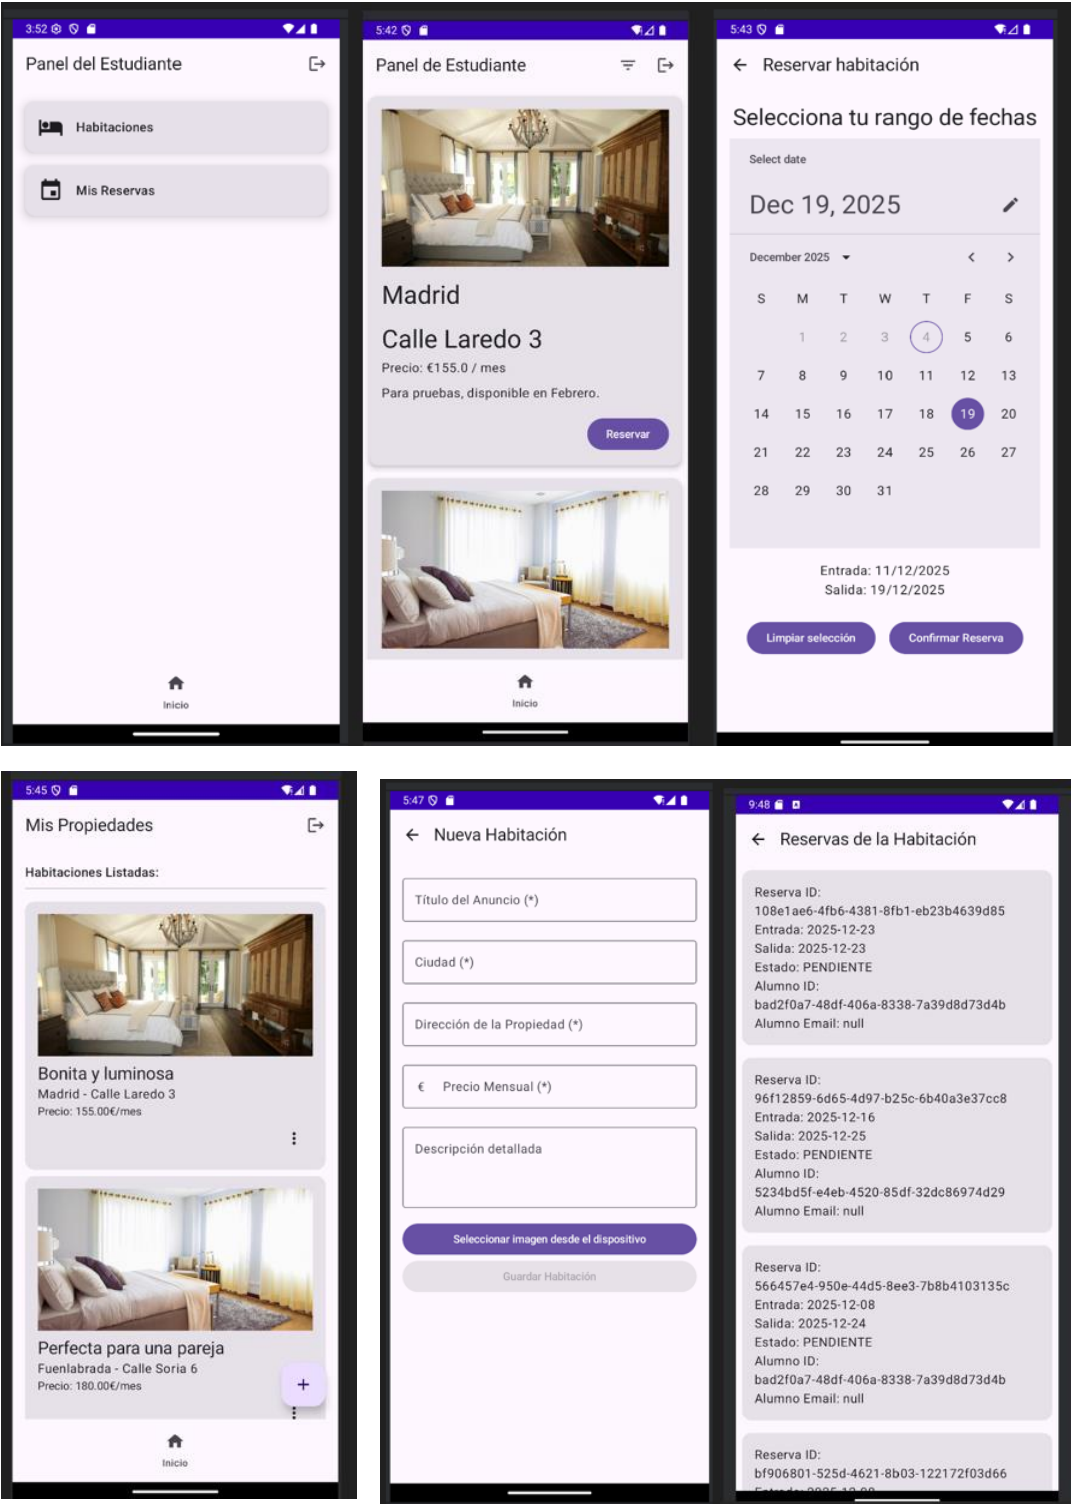 3:52
Panel del Estudiante
Habitaciones
Mis Reservas
Inicio
5:42
Panel de Estudiante
Madrid
Calle Laredo 3
Precio: €155.0 / mes
Para pruebas, disponible en Febrero.
Reservar
Inicio
5:43
Reservar habitación
Selecciona tu rango de fechas
Select date
Dec 19, 2025
December 2025
S M T W T F S
1 2 3 4 5 6
7 8 9 10 11 12 13
14 15 16 17 18 19 20
21 22 23 24 25 26 27
28 29 30 31
Entrada: 11/12/2025
Salida: 19/12/2025
Limpiar selección
Confirmar Reserva
5:45
Mis Propiedades
Habitaciones Listadas:
Bonita y luminosa
Madrid - Calle Laredo 3
Precio: 155.00€/mes
Perfecta para una pareja
Fuenlabrada - Calle Soria 6
Precio: 180.00€/mes
+
Inicio
5:47
Nueva Habitación
Título del Anuncio (*)
Ciudad (*)
Dirección de la Propiedad (*)
€ Precio Mensual (*)
Descripción detallada
Seleccionar imagen desde el dispositivo
Guardar Habitación
9:48
Reservas de la Habitación
Reserva ID:
108e1ae6-4fb6-4381-8fb1-eb23b4639d85
Entrada: 2025-12-23
Salida: 2025-12-23
Estado: PENDIENTE
Alumno ID:
bad2f0a7-48df-406a-8338-7a39d8d73d4b
Alumno Email: null
Reserva ID:
96f12859-6d65-4d97-b25c-6b40a3e37cc8
Entrada: 2025-12-16
Salida: 2025-12-25
Estado: PENDIENTE
Alumno ID:
5234bd5f-e4eb-4520-85df-32dc86974d29
Alumno Email: null
Reserva ID:
566457e4-950e-44d5-8ee3-7b8b4103135c
Entrada: 2025-12-08
Salida: 2025-12-24
Estado: PENDIENTE
Alumno ID:
bad2f0a7-48df-406a-8338-7a39d8d73d4b
Alumno Email: null
Reserva ID:
bf906801-525d-4621-8b03-122172f03d66